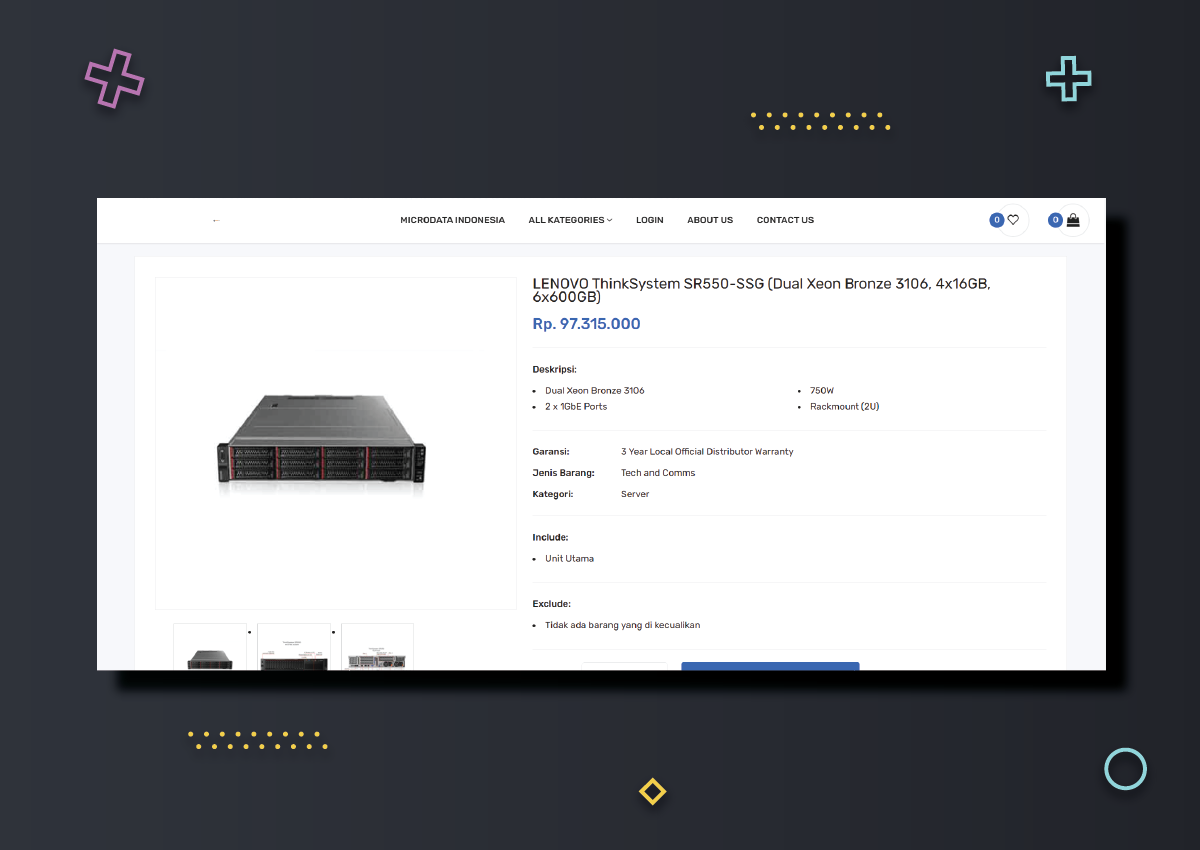 MICRODATA INDONESIA ALL KATEGORIES LOGIN ABOUT US CONTACT US 0 0
LENOVO ThinkSystem SR550-SSG (Dual Xeon Bronze 3106, 4x16GB,
6x600GB)
Rp. 97.315.000
Deskripsi:
• Dual Xeon Bronze 3106
• 2 x 1GbE Ports
• 750W
• Rackmount (2U)
Garansi: 3 Year Local Official Distributor Warranty
Jenis Barang: Tech and Comms
Kategori: Server
Include:
• Unit Utama
Exclude:
• Tidak ada barang yang di kecualikan